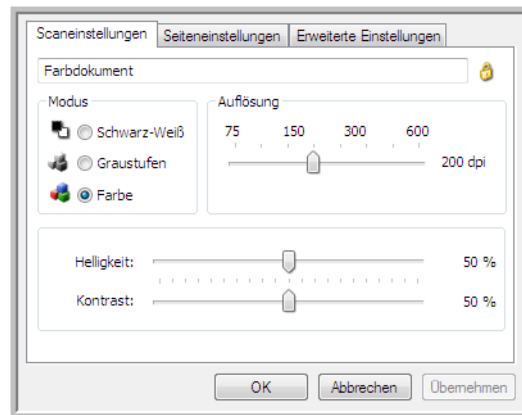 Scaneinstellungen Seiteneinstellungen Erweiterte Einstellungen
Farbdokument
Modus
Schwarz-Weiß
Graustufen
Farbe
Auflösung
75 150 300 600
200 dpi
Helligkeit: 50 %
Kontrast: 50 %
OK Abbrechen Übernehmen